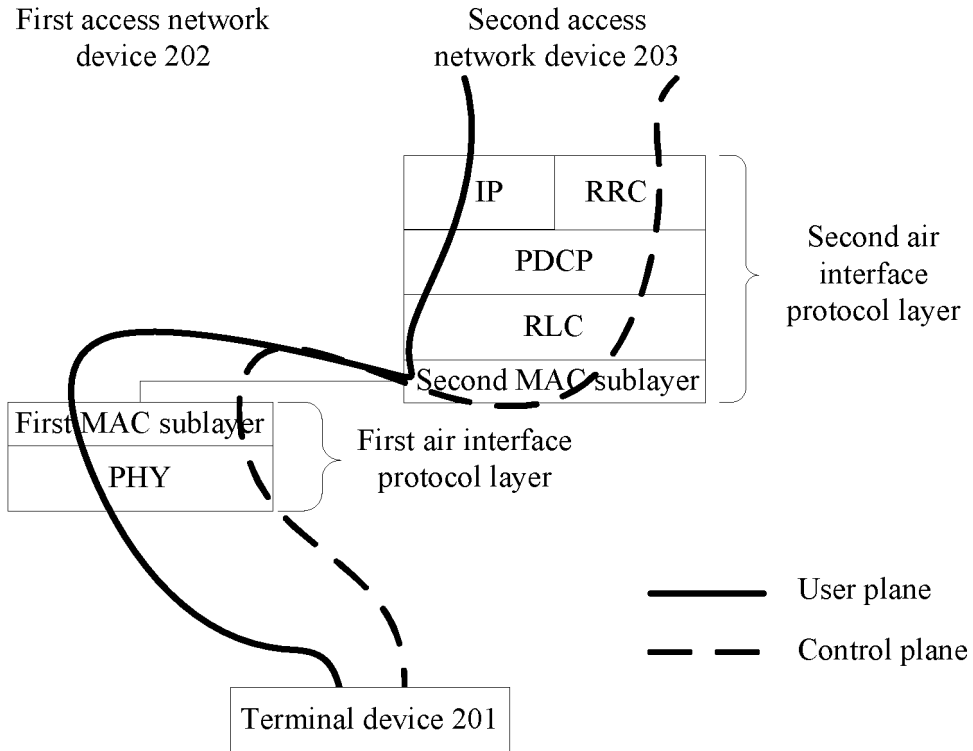 First access network
device 202
Second access
network device 203
IP
RRC
PDCP
RLC
Second MAC sublayer
Second air
interface
protocol layer
First MAC sublayer
PHY
First air interface
protocol layer
User plane
Control plane
Terminal device 201